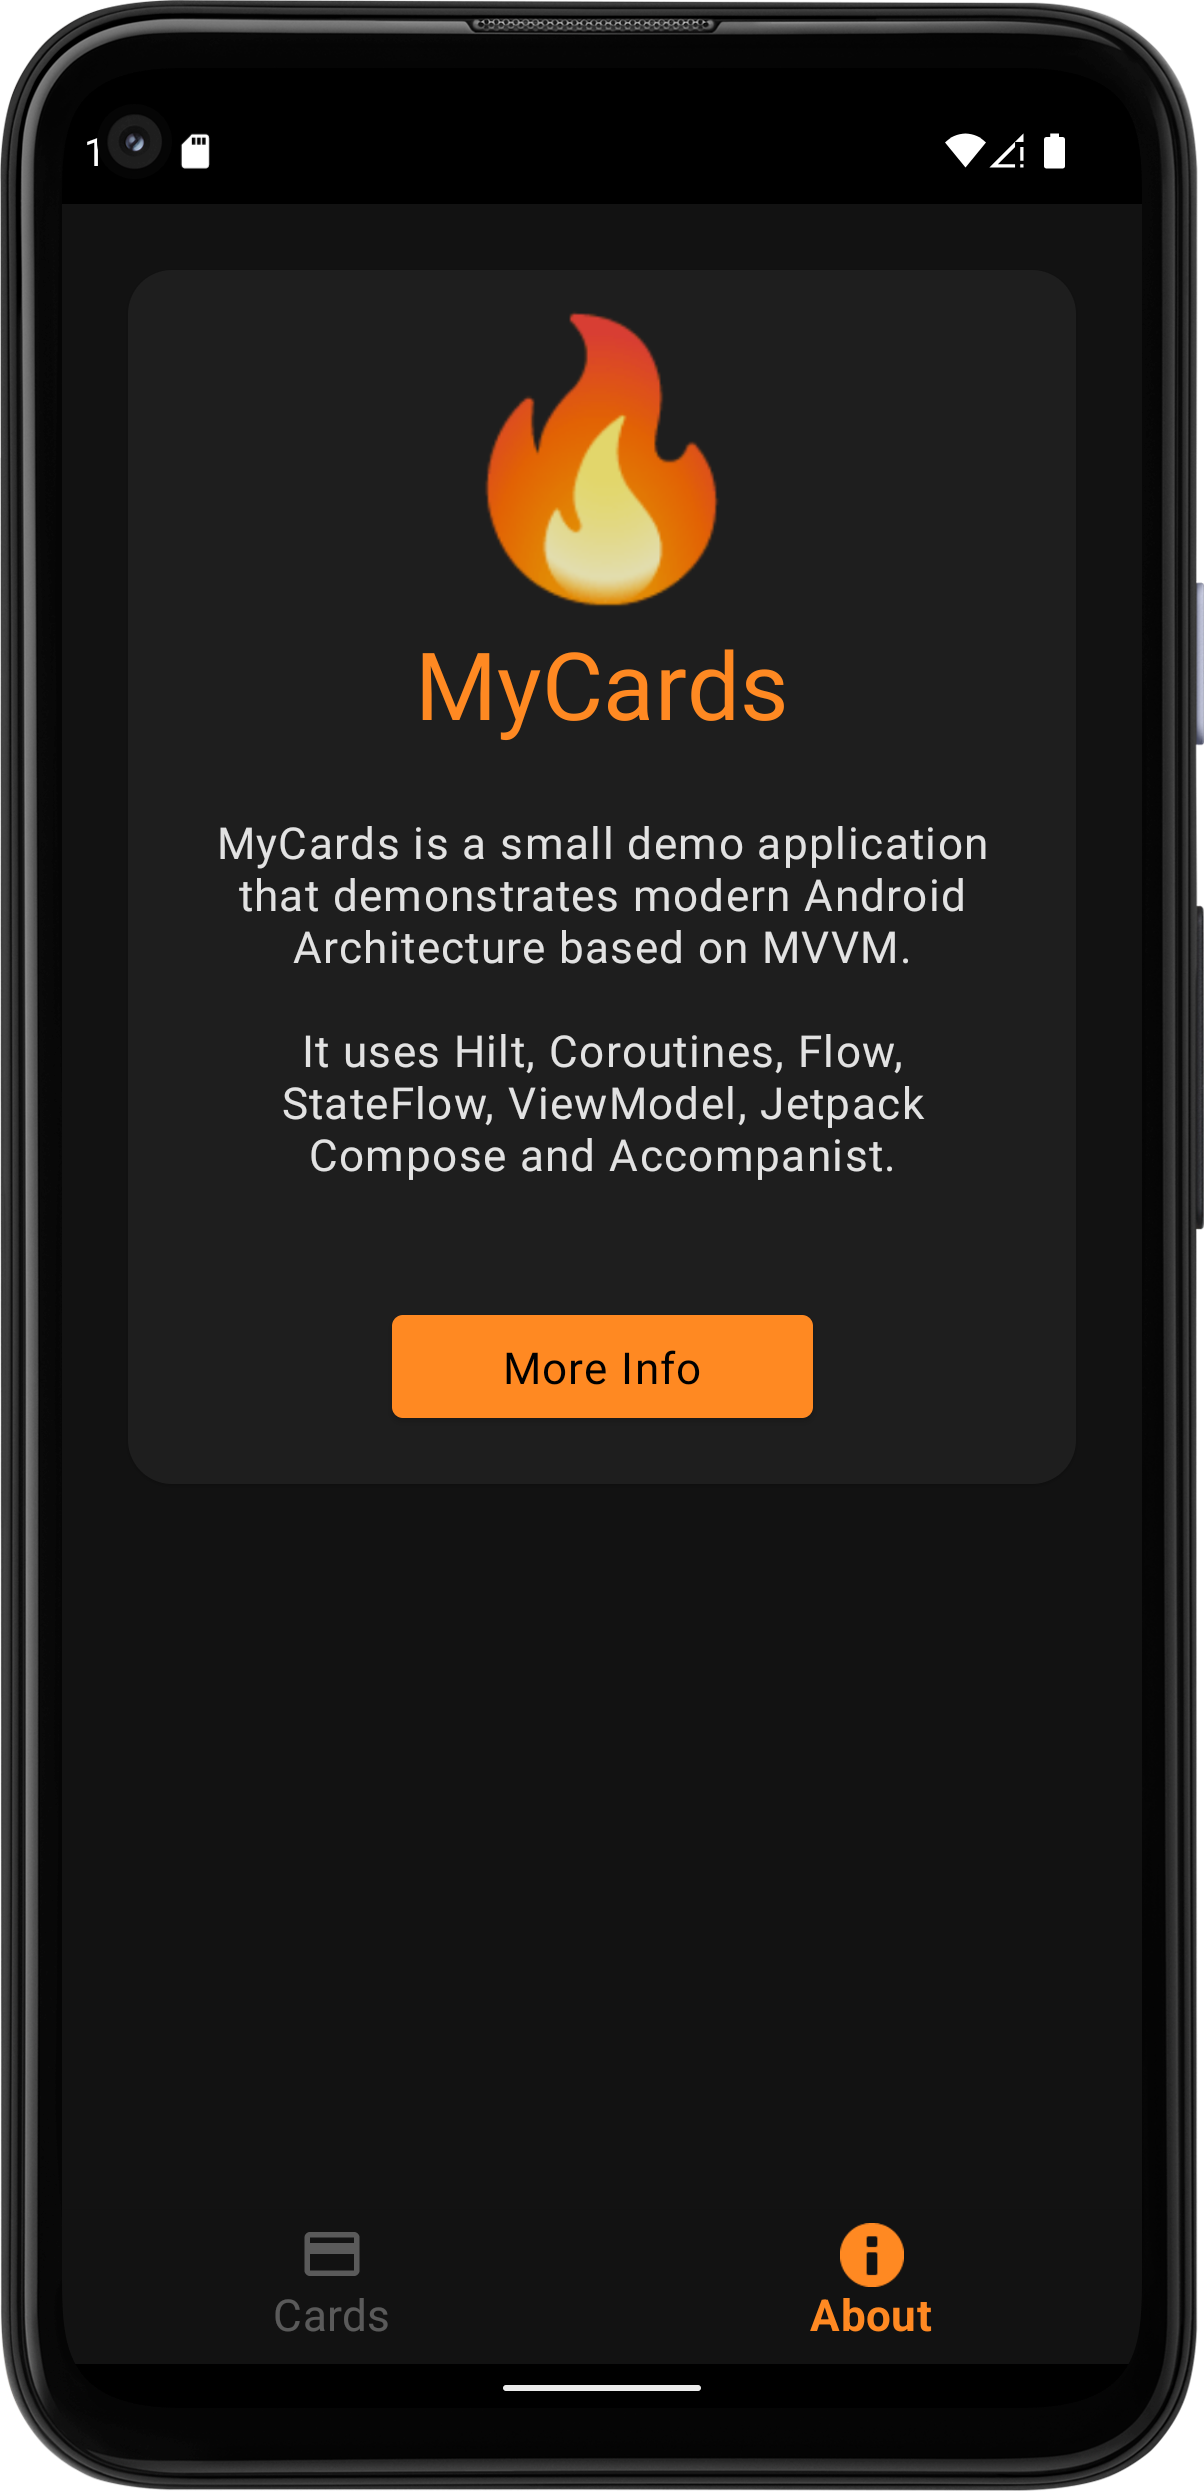 1
MyCards
MyCards is a small demo application
that demonstrates modern Android
Architecture based on MVVM.
It uses Hilt, Coroutines, Flow,
StateFlow, ViewModel, Jetpack
Compose and Accompanist.
More Info
Cards
About